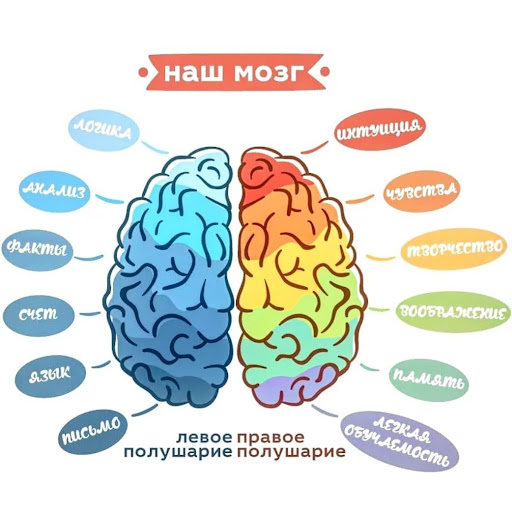 наш мозг
логика
анализ
факты
счет
язык
письмо
интуиция
чувства
творчество
воображение
память
легкая
обучаемость
левое
полушарие
правое
полушарие